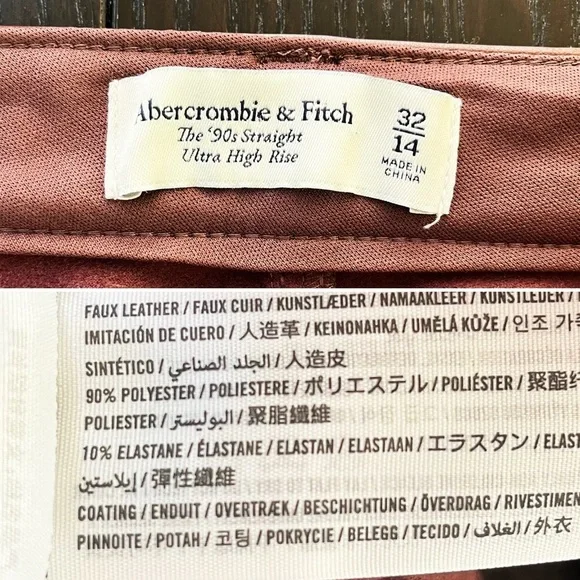 Abercrombie & Fitch
The '90s Straight
Ultra High Rise
32
14
MADE IN
CHINA
FAUX LEATHER / FAUX CUIR / KUNSTLÆDER / NAMAAKLEER / KUNSTLEDER /
IMITACIÓN DE CUERO / 人造革 / KEINONAHKA / UMĚLÁ KŮŽE / 인조 가죽
SINTÉTICO / الجلد الصناعي / 人造皮
90% POLYESTER / POLIESTERE / ポリエステル / POLIÉSTER / 聚酯纤
POLIESTER / البوليستر / 聚脂纖維
10% ELASTANE / ÉLASTANE / ELASTAN / ELASTAAN / エラスタン / ELAST
إيلاستين / 彈性纖維
COATING / ENDUIT / OVERTRÆK / BESCHICHTUNG / ÖVERDRAG / RIVESTIMEN
PINNOITE / POTAH / 코팅 / POKRYCIE / BELEGG / TECIDO / الغلاف / 外衣